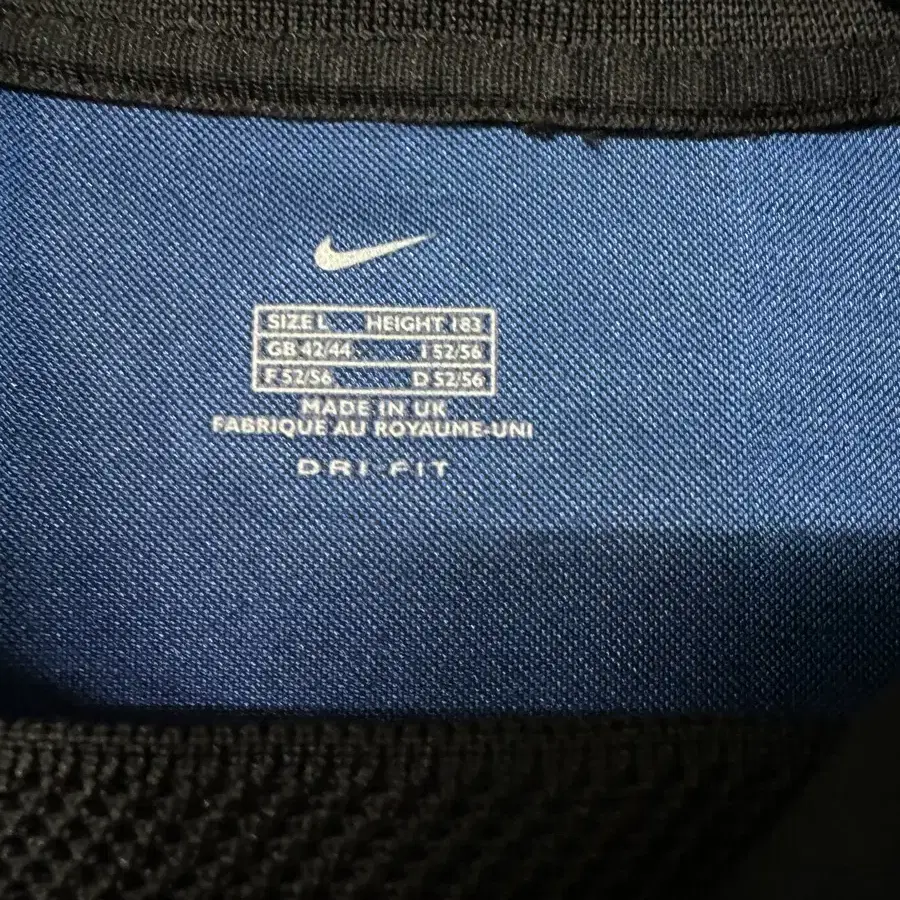 SIZE L HEIGHT 183
GB 42/44 I 52/56
F 52/56 D 52/56
MADE IN UK
FABRIQUE AU ROYAUME-UNI
DRI-FIT